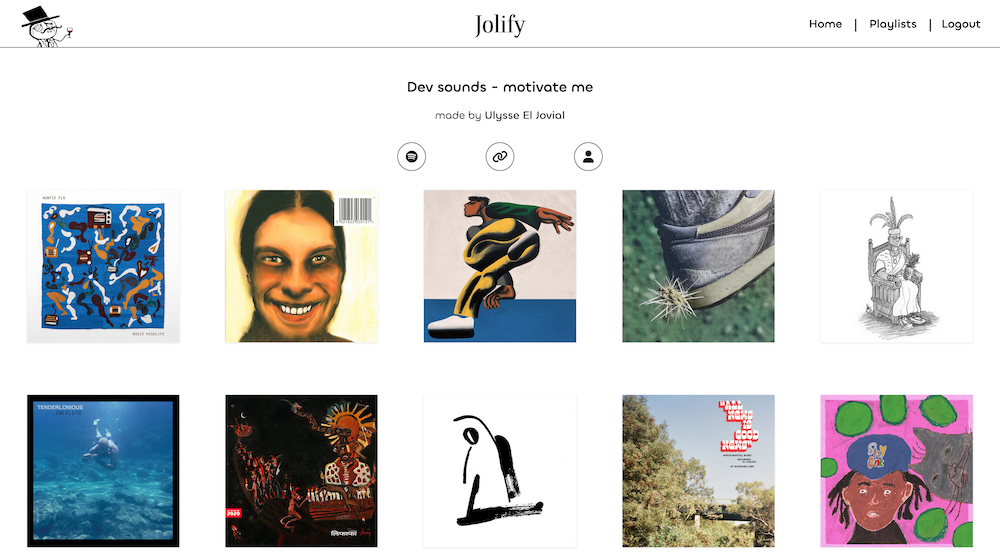 Jolify
Home | Playlists | Logout
Dev sounds - motivate me
made by Ulysse El Jovial
AUNTIE FLO
RADIO HIGHLIFE
TENDERLONIOUS
ON FLUTE
2020